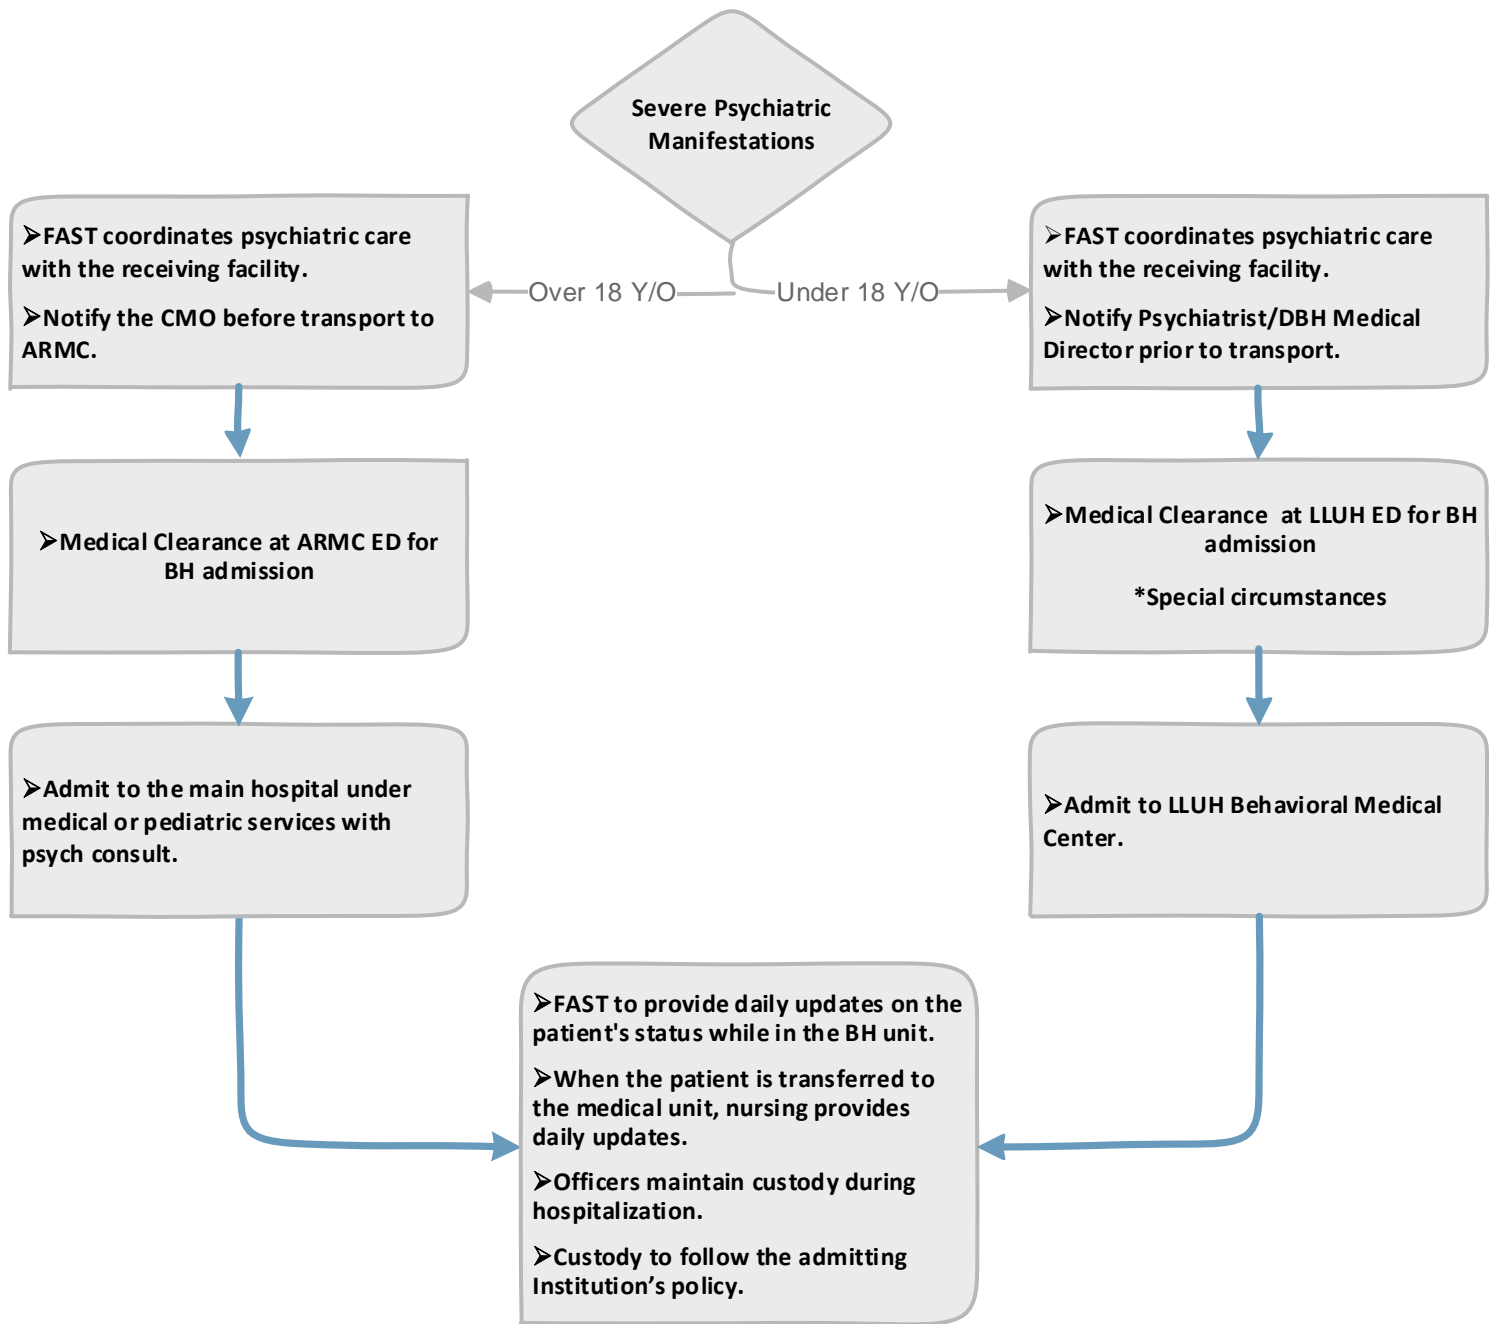 Severe Psychiatric
Manifestations
Over 18 Y/O
Under 18 Y/O
➢FAST coordinates psychiatric care
with the receiving facility.
➢Notify the CMO before transport to
ARMC.
➢FAST coordinates psychiatric care
with the receiving facility.
➢Notify Psychiatrist/DBH Medical
Director prior to transport.
➢Medical Clearance at ARMC ED for
BH admission
➢Medical Clearance at LLUH ED for BH
admission
*Special circumstances
➢Admit to the main hospital under
medical or pediatric services with
psych consult.
➢Admit to LLUH Behavioral Medical
Center.
➢FAST to provide daily updates on the
patient's status while in the BH unit.
➢When the patient is transferred to
the medical unit, nursing provides
daily updates.
➢Officers maintain custody during
hospitalization.
➢Custody to follow the admitting
Institution’s policy.